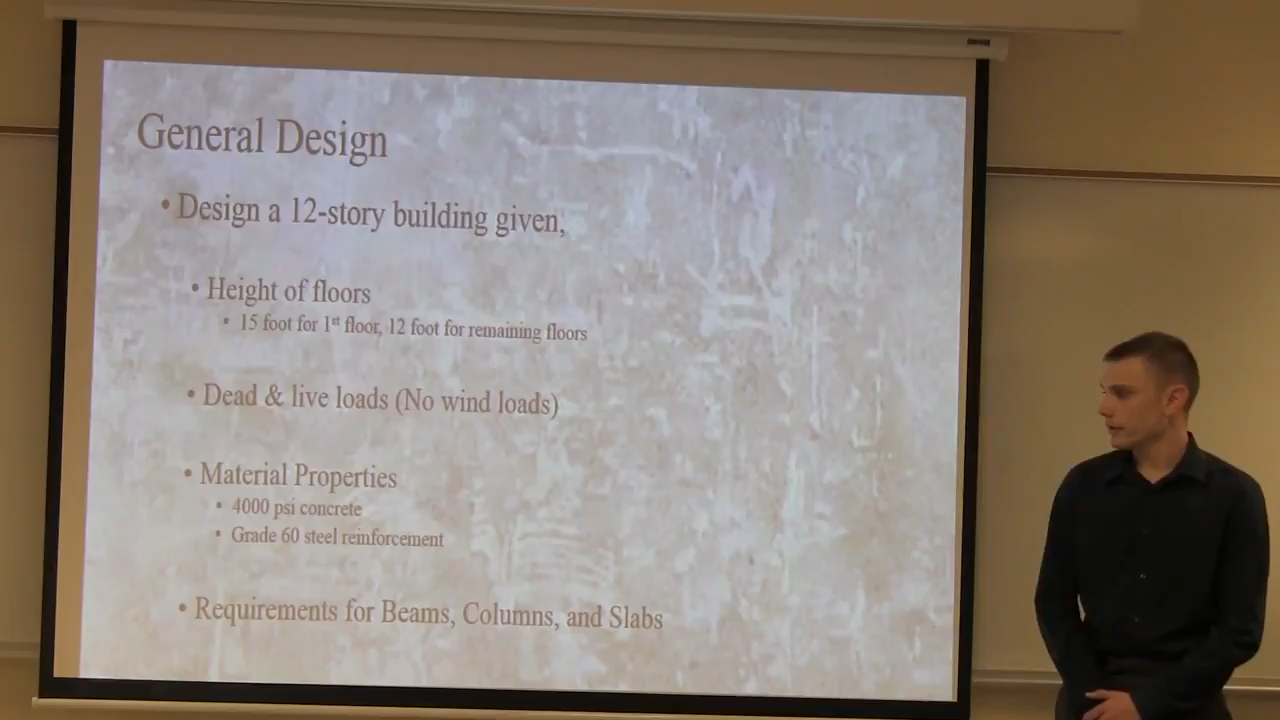 General Design
• Design a 12-story building given,
• Height of floors
• 15 foot for 1st floor, 12 foot for remaining floors
• Dead & live loads (No wind loads)
• Material Properties
• 4000 psi concrete
• Grade 60 steel reinforcement
• Requirements for Beams, Columns, and Slabs